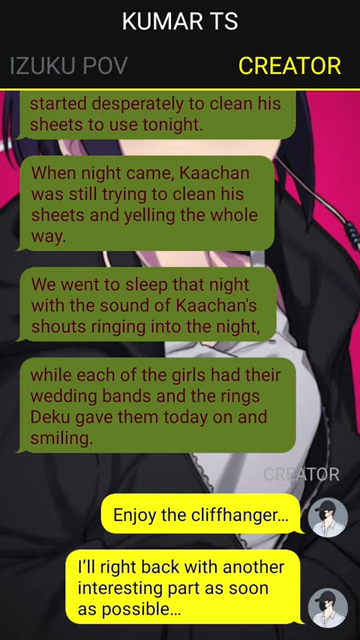 KUMAR TS
IZUKU POV
CREATOR
started desperately to clean his
sheets to use tonight.
When night came, Kaachan
was still trying to clean his
sheets and yelling the whole
way.
We went to sleep that night
with the sound of Kaachan's
shouts ringing into the night,
while each of the girls had their
wedding bands and the rings
Deku gave them today on and
smiling.
CREATOR
Enjoy the cliffhanger...
I'll right back with another
interesting part as soon
as possible...